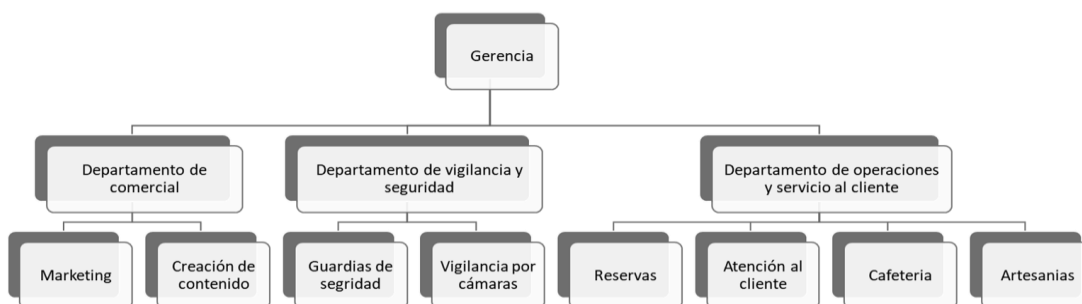 Gerencia
Departamento de
comercial
Departamento de vigilancia y
seguridad
Departamento de operaciones
y servicio al cliente
Marketing
Creación de
contenido
Guardias de
segridad
Vigilancia por
cámaras
Reservas
Atención al
cliente
Cafeteria
Artesanias